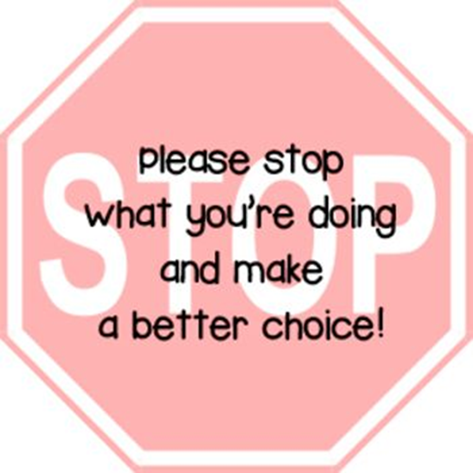 STOP
please stop
what you're doing
and make
a better choice!